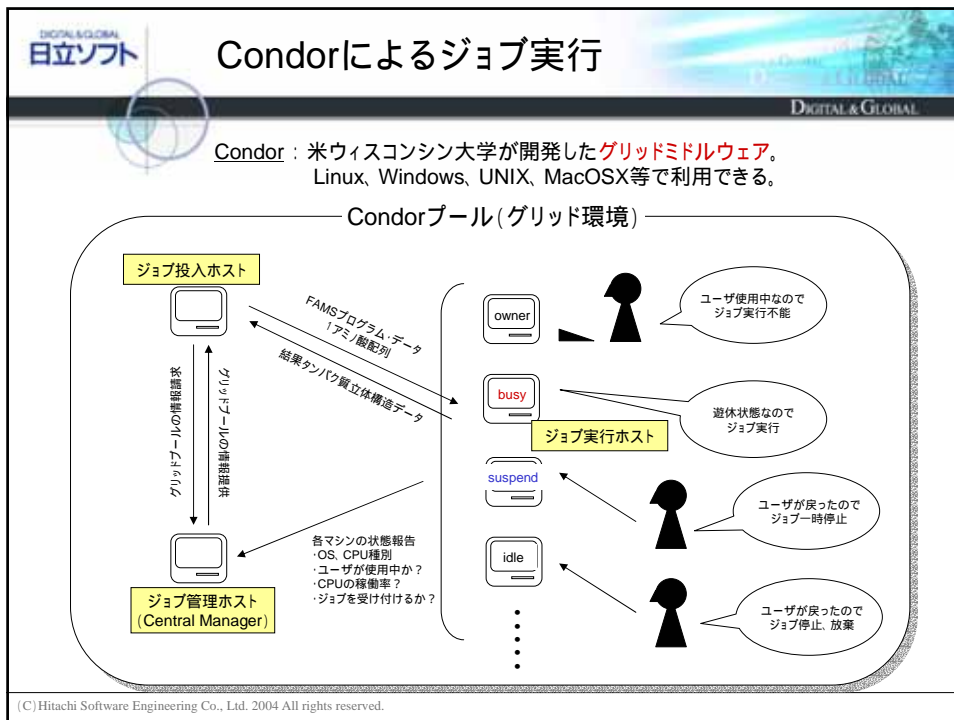 DIGITAL&GLOBAL
日立ソフト
Condorによるジョブ実行
DIGITAL & GLOBAL
Condor：米ウィスコンシン大学が開発したグリッドミドルウェア。
Linux、Windows、UNIX、MacOSX等で利用できる。
Condorプール(グリッド環境)
ジョブ投入ホスト
FAMSプログラム・データ
1アミノ酸配列
結果タンパク質立体構造データ
グリッドプールの情報請求
グリッドプールの情報提供
owner
ユーザ使用中なので
ジョブ実行不能
busy
遊休状態なので
ジョブ実行
ジョブ実行ホスト
suspend
ユーザが戻ったので
ジョブ一時停止
各マシンの状態報告
・OS、CPU種別
・ユーザが使用中か？
・CPUの稼働率？
・ジョブを受け付けるか？
idle
ユーザが戻ったので
ジョブ停止、放棄
ジョブ管理ホスト
(Central Manager)
(C)Hitachi Software Engineering Co., Ltd. 2004 All rights reserved.